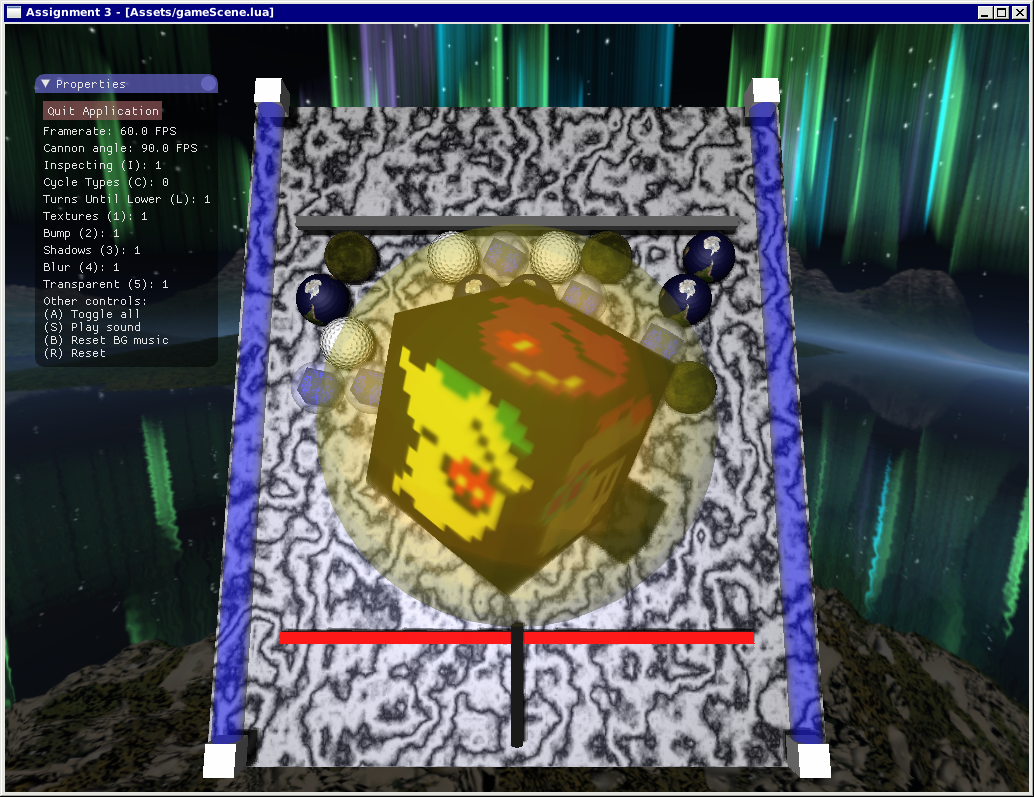 Assignment 3 - [Assets/gameScene.lua]
Properties
Quit Application
Framerate: 60.0 FPS
Cannon angle: 90.0 FPS
Inspecting (I): 1
Cycle Types (C): 0
Turns Until Lower (L): 1
Textures (1): 1
Bump (2): 1
Shadows (3): 1
Blur (4): 1
Transparent (5): 1
Other controls:
(A) Toggle all
(S) Play sound
(B) Reset BG music
(R) Reset